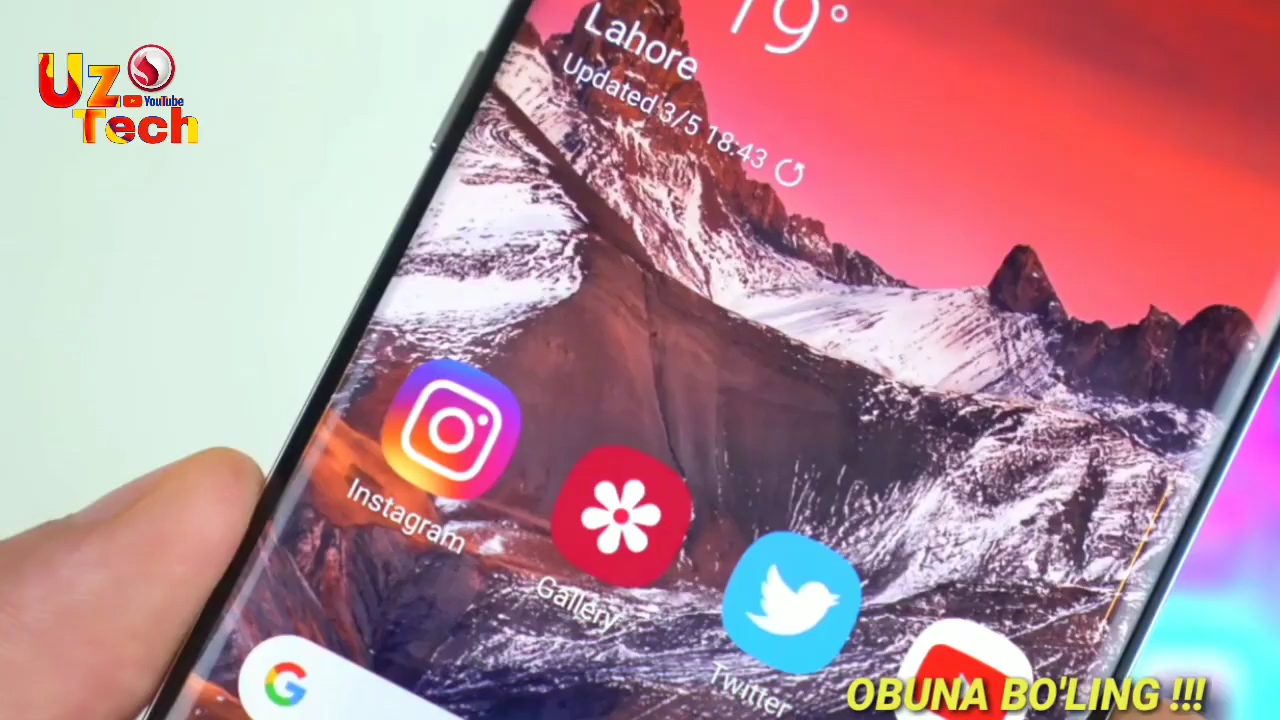 Uz
YouTube
Tech
19°
Lahore
Updated 3/5 18:43
Instagram
Gallery
Twitter
G
OBUNA BO'LING !!!